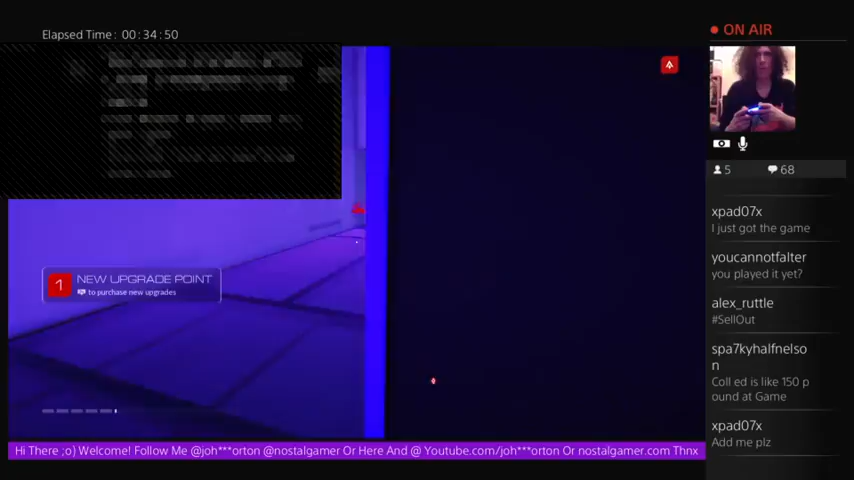 Elapsed Time : 00:34:50
ON AIR
5
68
xpad07x
I just got the game
youcannotfalter
you played it yet?
alex_ruttle
#SellOut
spa7kyhalfnelso
n
Coll ed is like 150 p
ound at Game
xpad07x
Add me plz
1
NEW UPGRADE POINT
to purchase new upgrades
Hi There ;o) Welcome! Follow Me @joh***orton @nostalgamer Or Here And @ Youtube.com/joh***orton Or nostalgamer.com Thnx